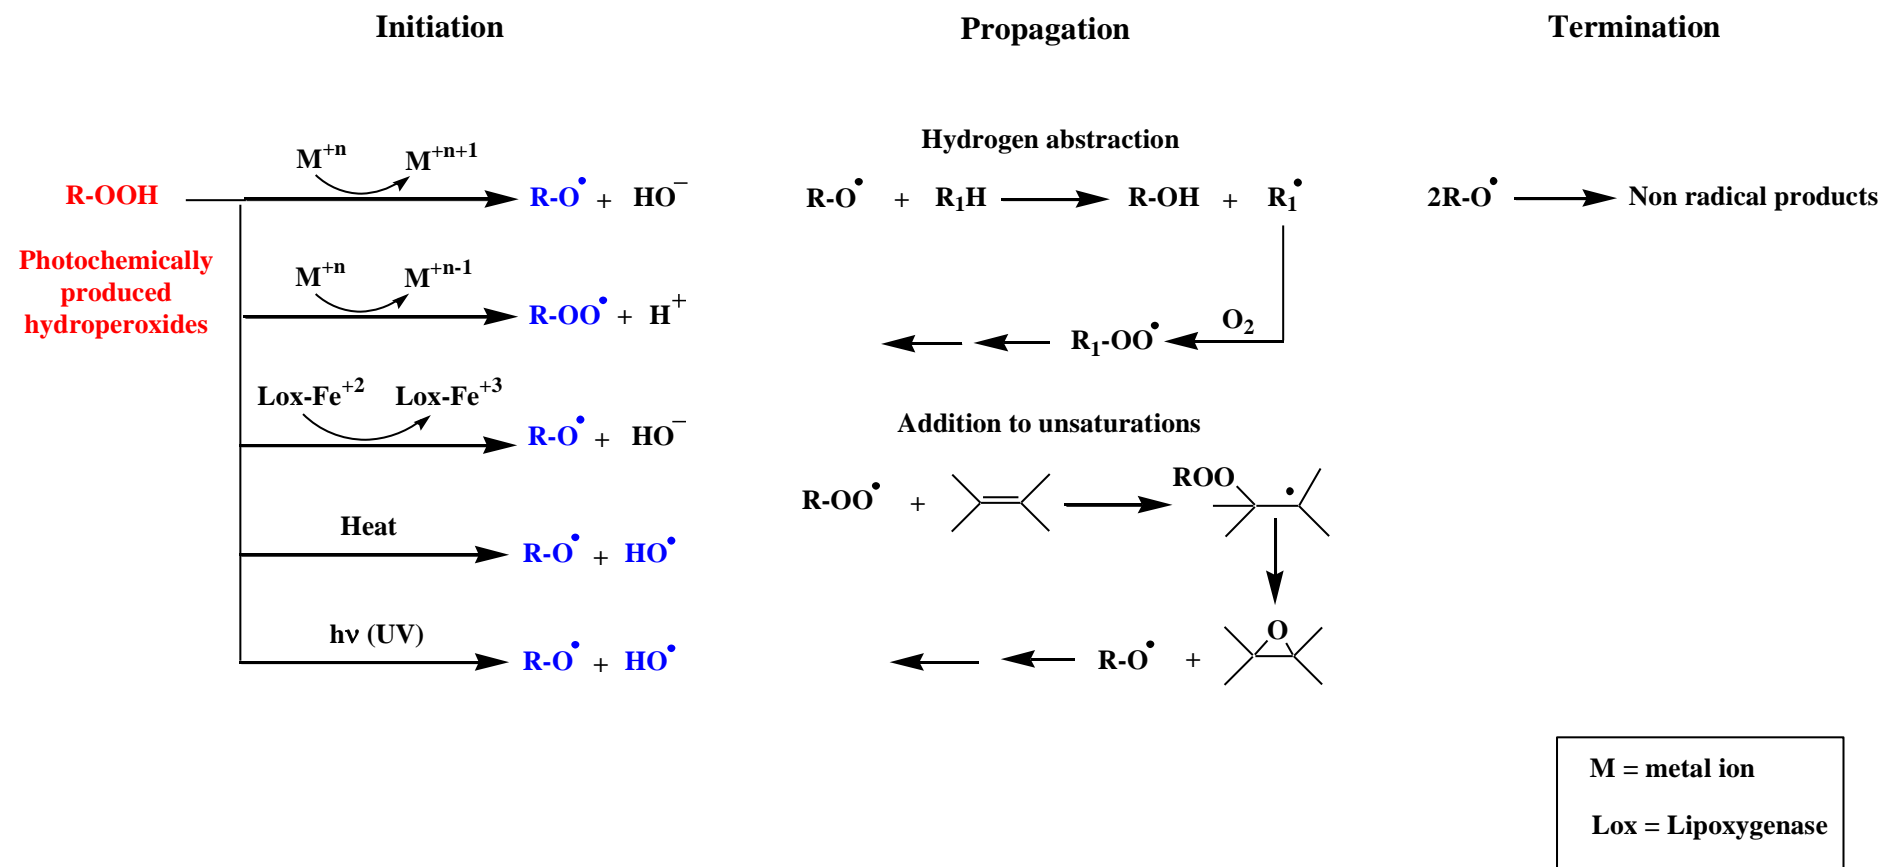 Initiation
Propagation
Termination
M+n M+n+1
R-OOH
R-O• + HO−
Photochemically
produced
hydroperoxides
M+n M+n-1
R-OO• + H+
Lox-Fe+2 Lox-Fe+3
R-O• + HO−
Heat
R-O• + HO•
hν (UV)
R-O• + HO•
Hydrogen abstraction
R-O• + R1H R-OH + R1•
O2
R1-OO•
Addition to unsaturations
ROO
R-OO• + •
O
R-O• +
2R-O• Non radical products
M = metal ion
Lox = Lipoxygenase